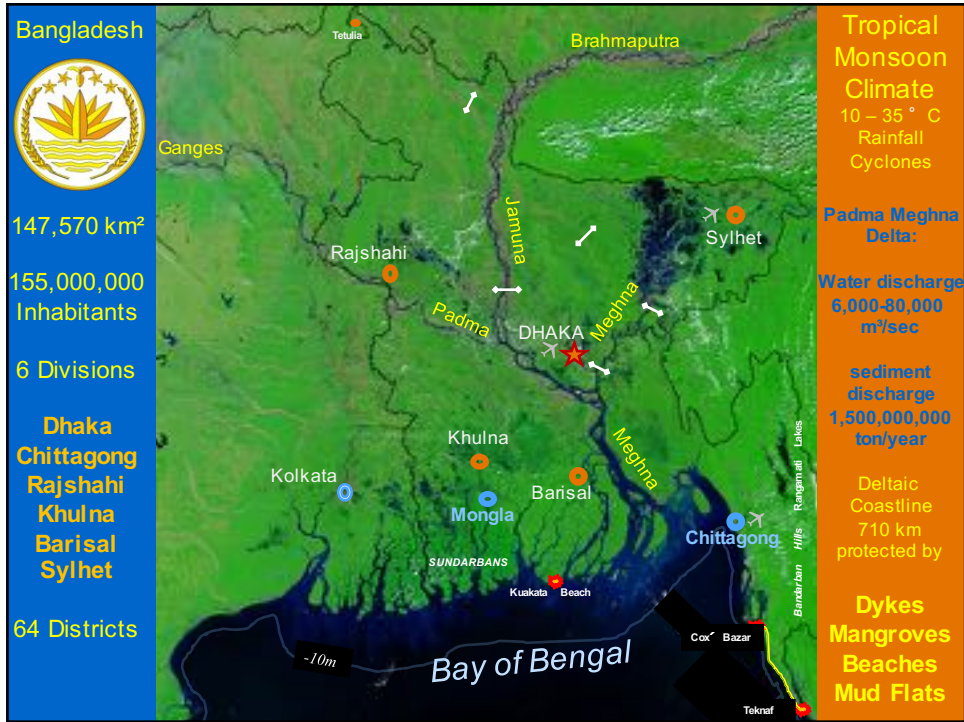 Bangladesh
147,570 km²
155,000,000
Inhabitants
6 Divisions
Dhaka
Chittagong
Rajshahi
Khulna
Barisal
Sylhet
64 Districts
Tetulia
Brahmaputra
Ganges
Jamuna
Sylhet
Rajshahi
Padma
Meghna
DHAKA
Khulna
Meghna
Kolkata
Barisal
Mongla
Chittagong
SUNDARBANS
Kuakata Beach
Bandarban Hills Rangamati Lakes
Cox´ Bazar
-10m
Bay of Bengal
Teknaf
Tropical
Monsoon
Climate
10 – 35 ° C
Rainfall
Cyclones
Padma Meghna
Delta:
Water discharge
6,000-80,000
m³/sec
sediment
discharge
1,500,000,000
ton/year
Deltaic
Coastline
710 km
protected by
Dykes
Mangroves
Beaches
Mud Flats